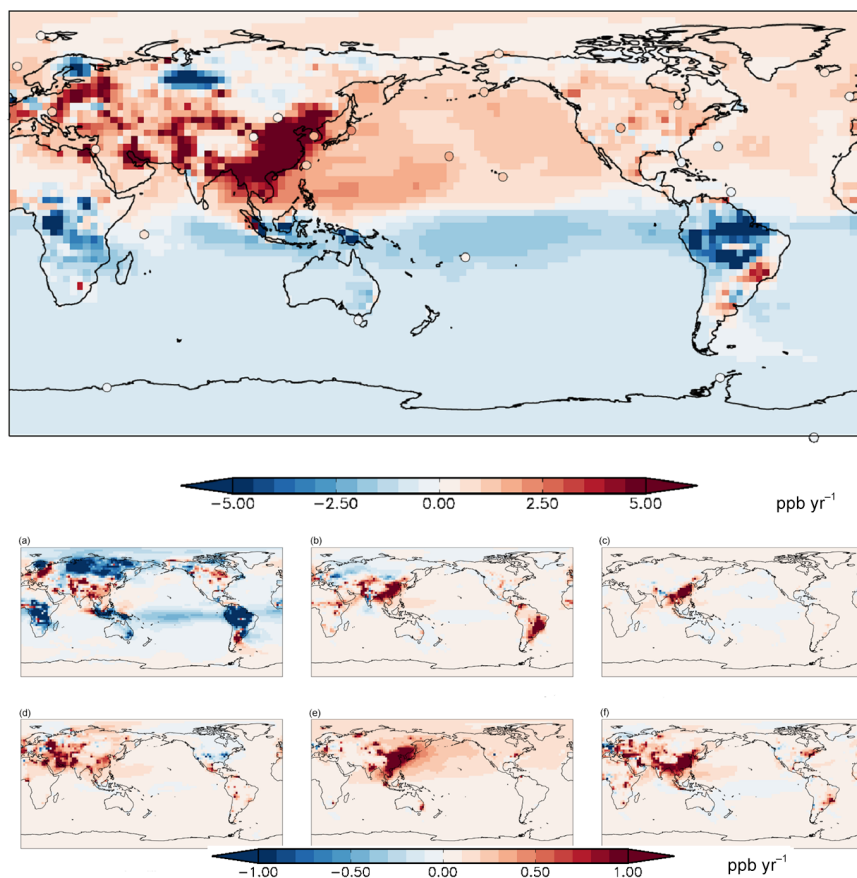 -5.00 -2.50 0.00 2.50 5.00 ppb yr⁻¹
(a) (b) (c)
(d) (e) (f)
-1.00 -0.50 0.00 0.50 1.00 ppb yr⁻¹